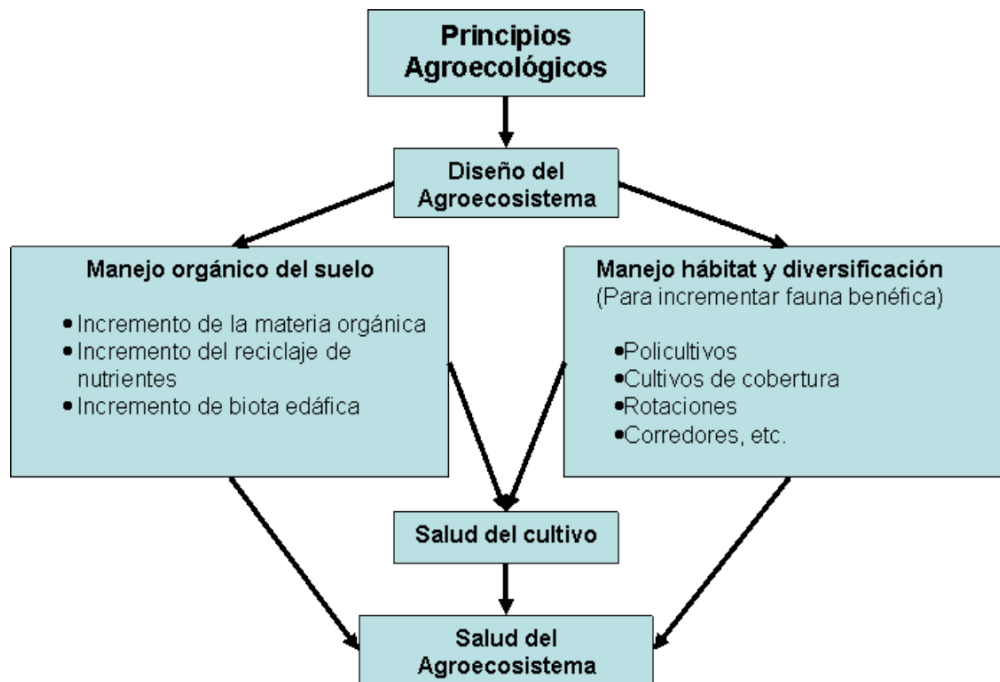 Principios
Agroecológicos
Diseño del
Agroecosistema
Manejo orgánico del suelo
•Incremento de la materia orgánica
•Incremento del reciclaje de
nutrientes
•Incremento de biota edáfica
Manejo hábitat y diversificación
(Para incrementar fauna benéfica)
•Policultivos
•Cultivos de cobertura
•Rotaciones
•Corredores, etc.
Salud del cultivo
Salud del
Agroecosistema